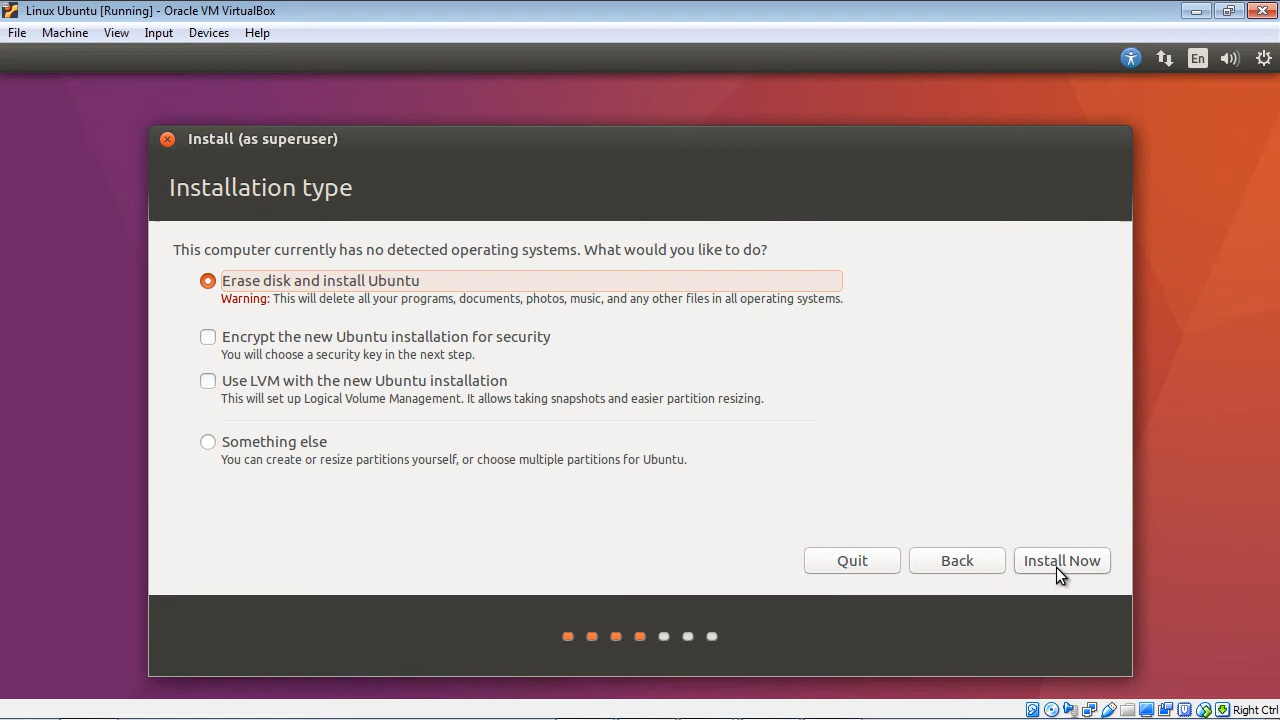 Linux Ubuntu [Running] - Oracle VM VirtualBox
File Machine View Input Devices Help
En
Install (as superuser)
Installation type
This computer currently has no detected operating systems. What would you like to do?
Erase disk and install Ubuntu
Warning: This will delete all your programs, documents, photos, music, and any other files in all operating systems.
Encrypt the new Ubuntu installation for security
You will choose a security key in the next step.
Use LVM with the new Ubuntu installation
This will set up Logical Volume Management. It allows taking snapshots and easier partition resizing.
Something else
You can create or resize partitions yourself, or choose multiple partitions for Ubuntu.
Quit Back Install Now
Right Ctrl